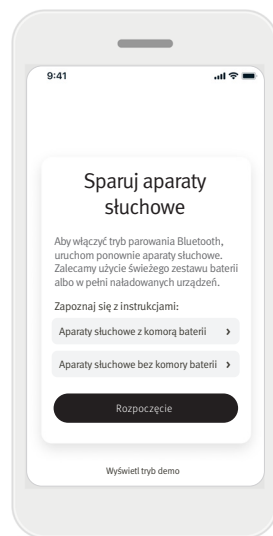 9:41
Sparuj aparaty
słuchowe
Aby włączyć tryb parowania Bluetooth,
uruchom ponownie aparaty słuchowe.
Zalecamy użycie świeżego zestawu baterii
albo w pełni naładowanych urządzeń.
Zapoznaj się z instrukcjami:
Aparaty słuchowe z komorą baterii
Aparaty słuchowe bez komory baterii
Rozpoczęcie
Wyświetl tryb demo